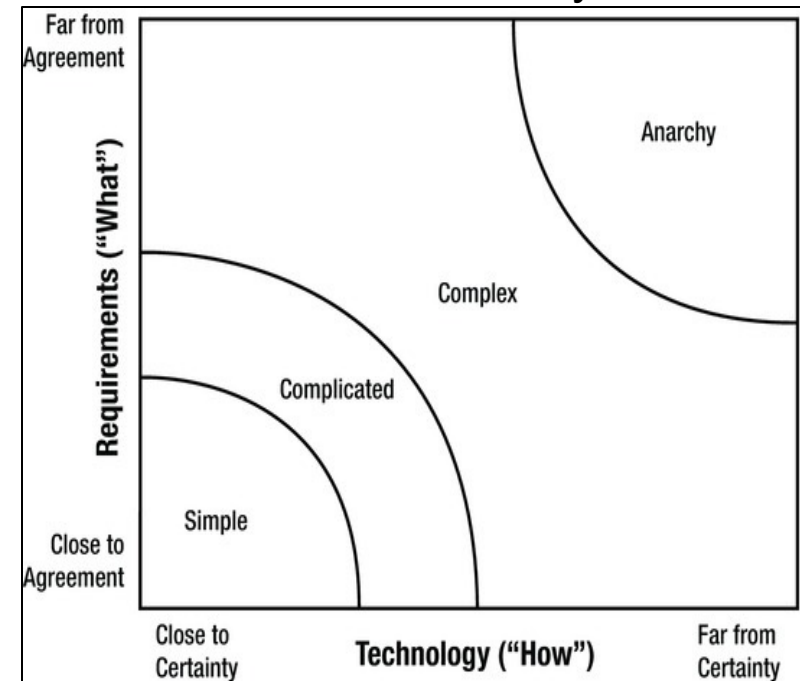 Far from
Agreement
Anarchy
Requirements (“What”)
Complex
Complicated
Simple
Close to
Agreement
Close to
Certainty
Technology (“How”)
Far from
Certainty